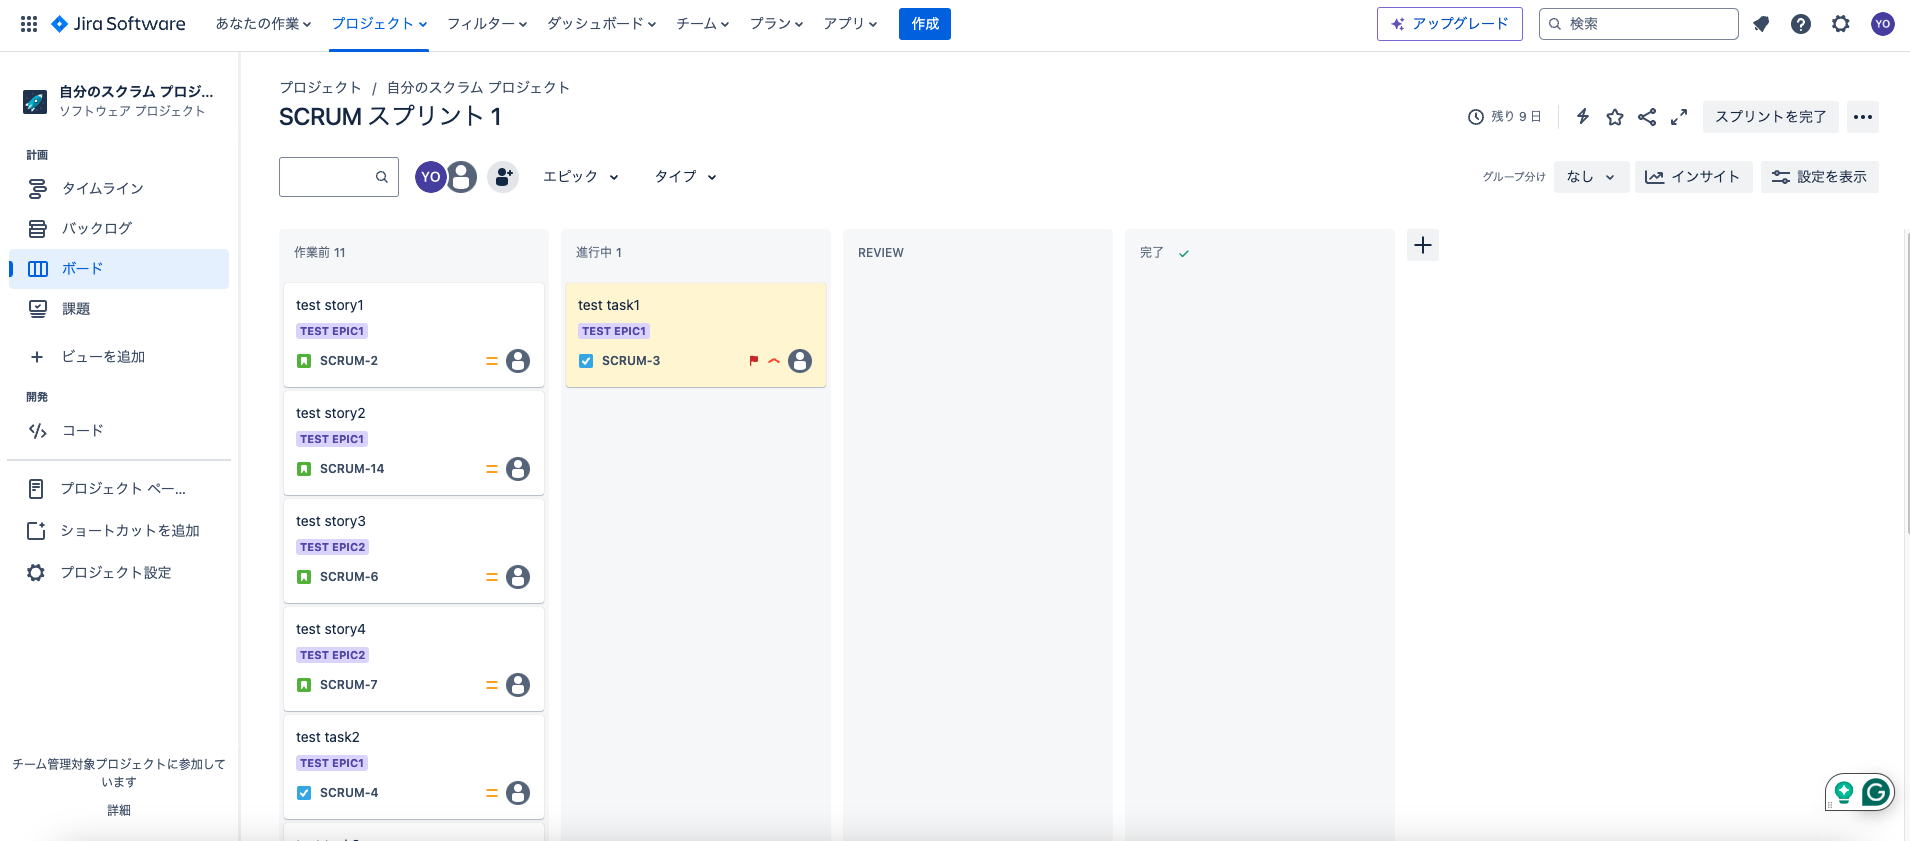 Jira Software
あなたの作業
プロジェクト
フィルター
ダッシュボード
チーム
プラン
アプリ
作成
アップグレード
検索
YO
自分のスクラム プロジ...
ソフトウェア プロジェクト
計画
タイムライン
バックログ
ボード
課題
ビューを追加
開発
コード
プロジェクト ペー...
ショートカットを追加
プロジェクト設定
チーム管理対象プロジェクトに参加して
います
詳細
プロジェクト / 自分のスクラム プロジェクト
SCRUM スプリント 1
残り 9 日
スプリントを完了
YO
エピック
タイプ
グループ分け
なし
インサイト
設定を表示
作業前 11
test story1
TEST EPIC1
SCRUM-2
test story2
TEST EPIC1
SCRUM-14
test story3
TEST EPIC2
SCRUM-6
test story4
TEST EPIC2
SCRUM-7
test task2
TEST EPIC1
SCRUM-4
進行中 1
test task1
TEST EPIC1
SCRUM-3
REVIEW
完了